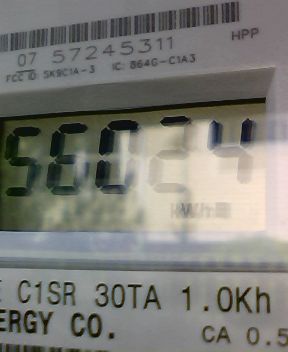 07 57245311
HPP
FCC ID: SK9C1A-3 IC: 864G-C1A3
56024
kWh
C1SR 30TA 1.0Kh
ERGY CO.
CA 0.5